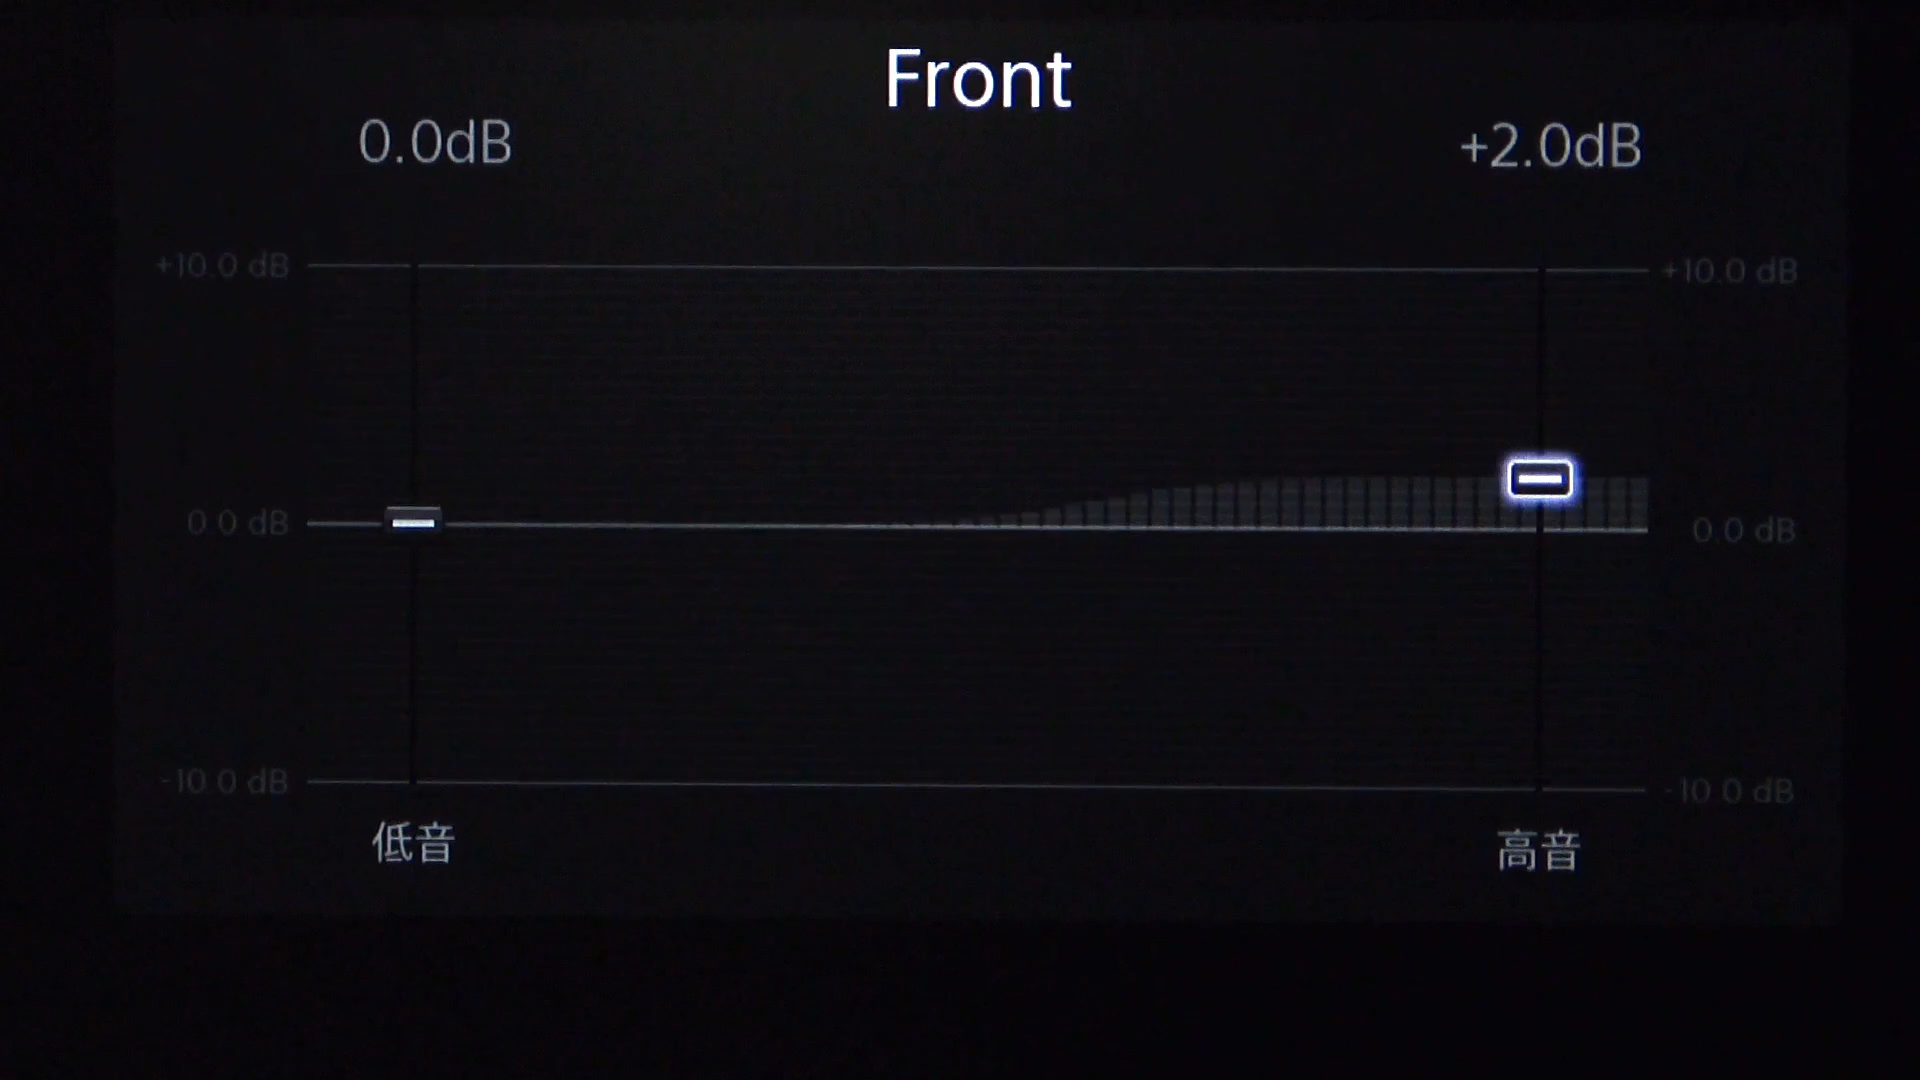 Front
0.0dB
+2.0dB
+10.0 dB
+10.0 dB
0.0 dB
0.0 dB
-10.0 dB
-10.0 dB
低音
高音